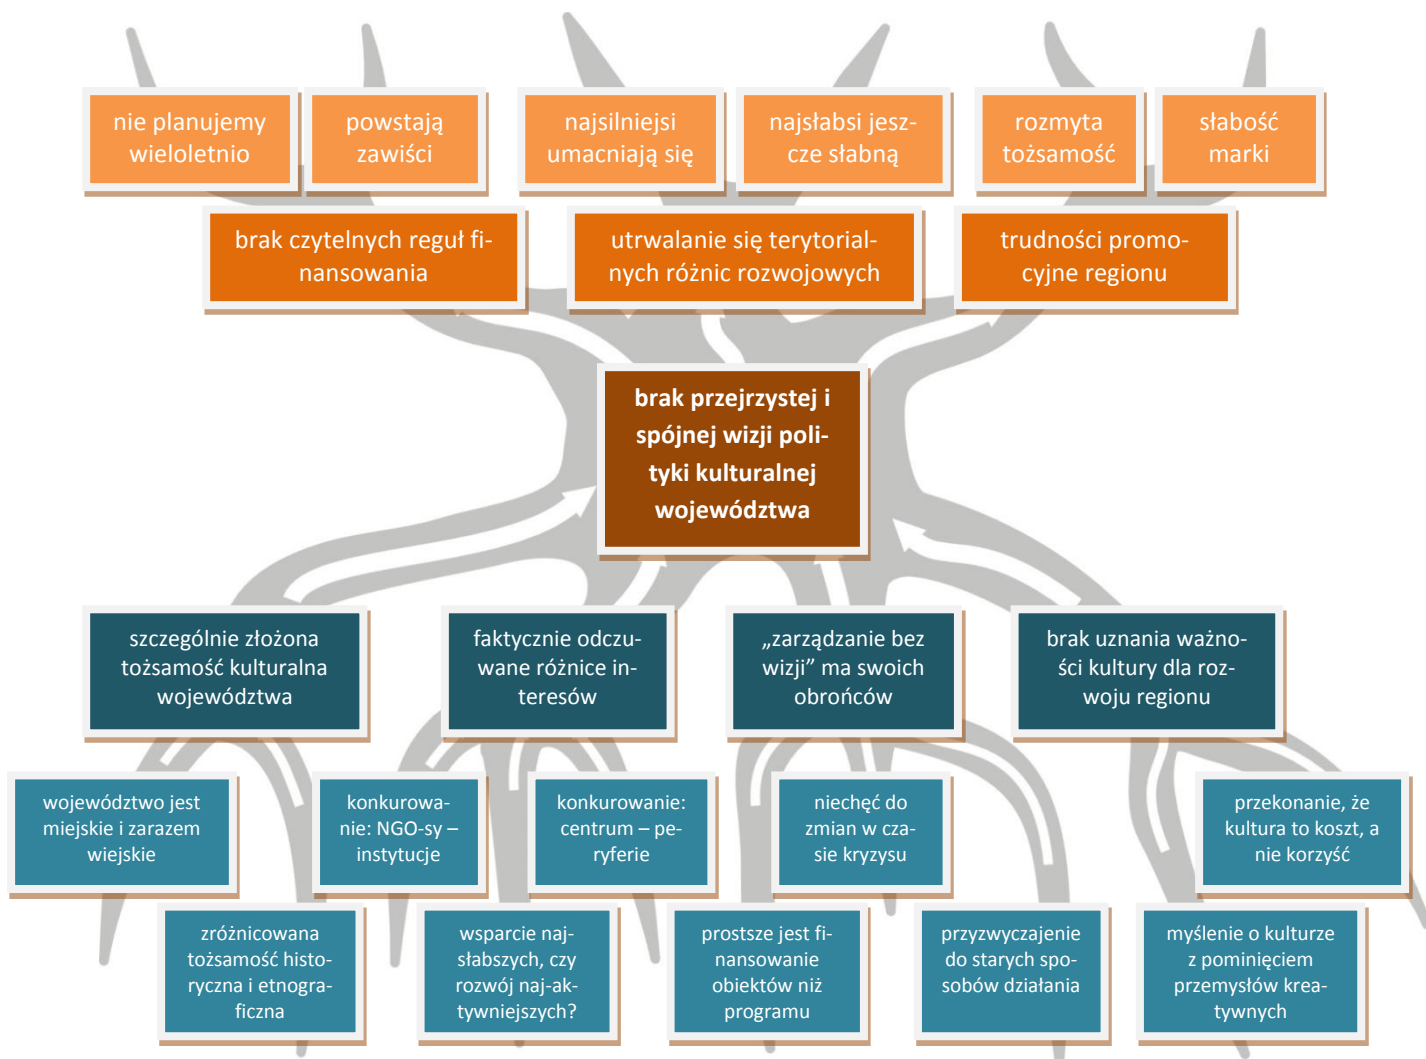 nie planujemy
wieloletnio
powstają
zawiści
najsilniejsi
umacniają się
najsłabsi jesz-
cze słabną
rozmyta
tożsamość
słabość
marki
brak czytelnych reguł fi-
nansowania
utrwalanie się terytorial-
nych różnic rozwojowych
trudności promo-
cyjne regionu
brak przejrzystej i
spójnej wizji poli-
tyki kulturalnej
województwa
szczególnie złożona
tożsamość kulturalna
województwa
faktycznie odczu-
wane różnice in-
teresów
„zarządzanie bez
wizji” ma swoich
obrońców
brak uznania ważno-
ści kultury dla roz-
woju regionu
województwo jest
miejskie i zarazem
wiejskie
konkurowa-
nie: NGO-sy –
instytucje
konkurowanie:
centrum – pe-
ryferie
niechęć do
zmian w cza-
sie kryzysu
przekonanie, że
kultura to koszt, a
nie korzyść
zróżnicowana
tożsamość histo-
ryczna i etnogra-
ficzna
wsparcie naj-
słabszych, czy
rozwój naj-ak-
tywniejszych?
prostsze jest fi-
nansowanie
obiektów niż
programu
przyzwyczajenie
do starych spo-
sobów działania
myślenie o kulturze
z pominięciem
przemysłów krea-
tywnych